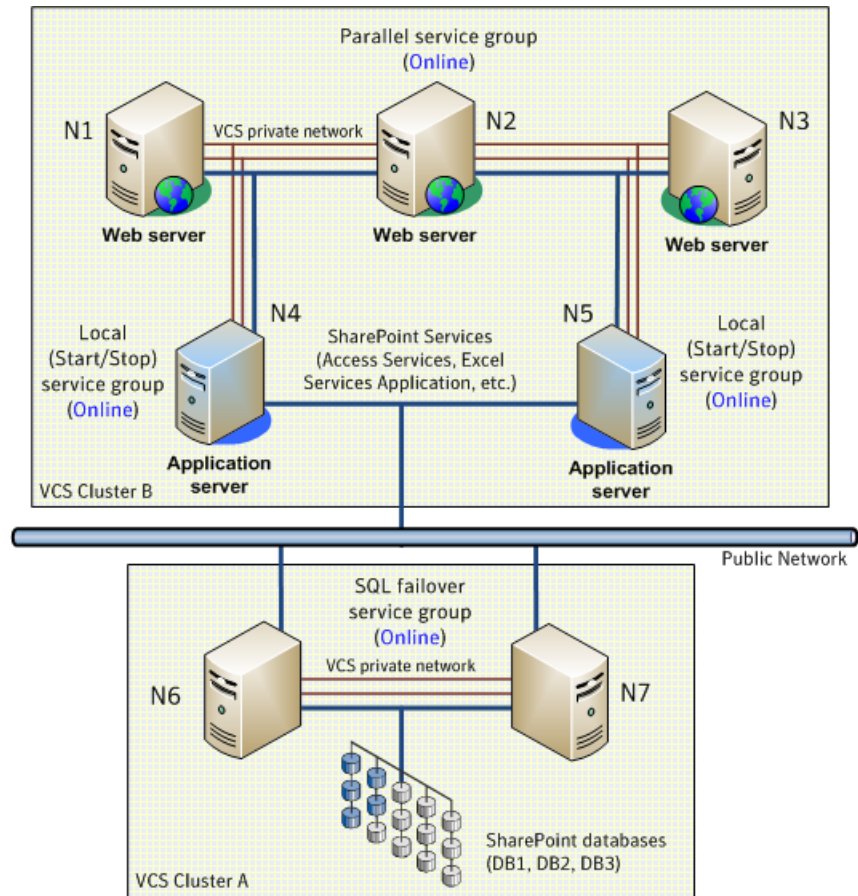 Parallel service group
(Online)
N1
VCS private network
N2
N3
Web server
Web server
Web server
N4
N5
Local
(Start/Stop)
service group
(Online)
SharePoint Services
(Access Services, Excel
Services Application, etc.)
Local
(Start/Stop)
service group
(Online)
Application
server
Application
server
VCS Cluster B
Public Network
SQL failover
service group
(Online)
VCS private network
N6
N7
SharePoint databases
(DB1, DB2, DB3)
VCS Cluster A